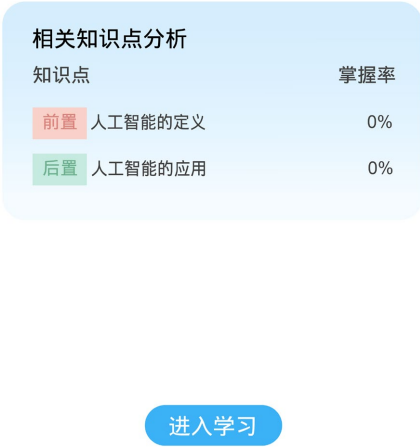 相关知识点分析
知识点 掌握率
前置 人工智能的定义 0%
后置 人工智能的应用 0%
进入学习